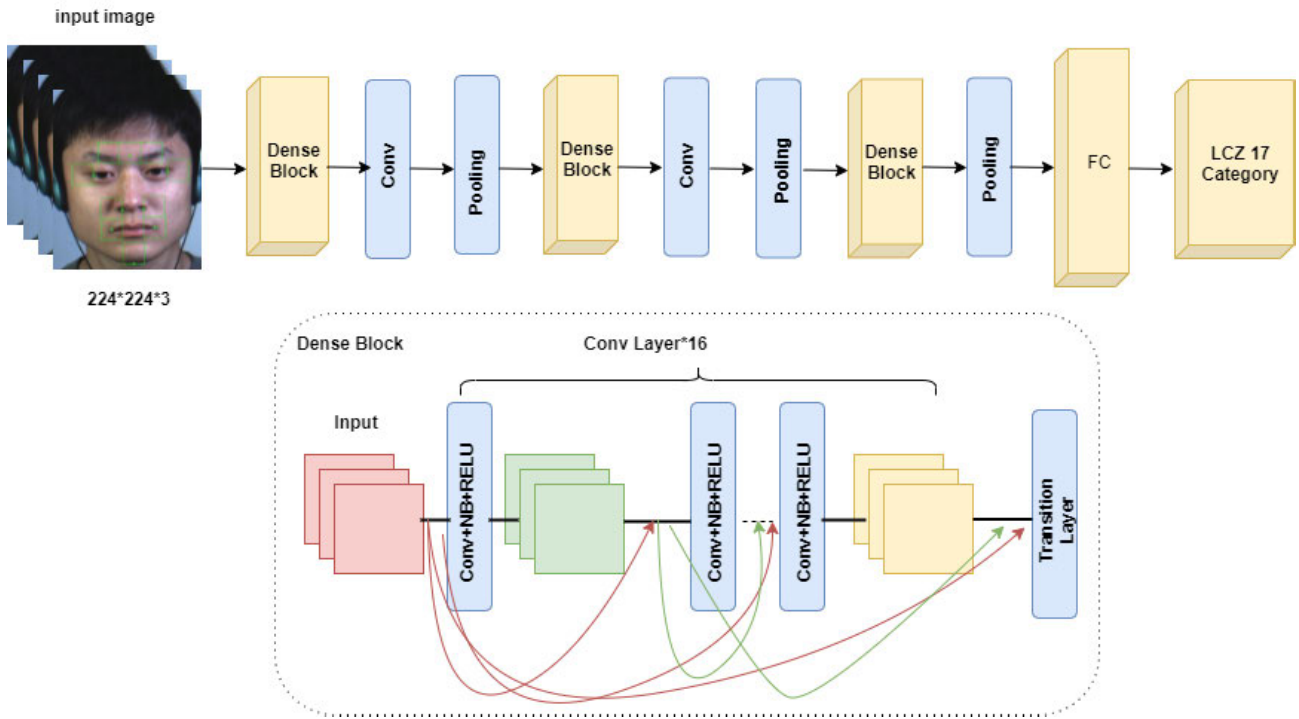 input image
Dense
Block
Conv
Pooling
Dense
Block
Conv
Pooling
Dense
Block
Pooling
FC
LCZ 17
Category
224*224*3
Dense Block
Conv Layer*16
Input
Conv+NB+RELU
Conv+NB+RELU
Conv+NB+RELU
Transition
Layer